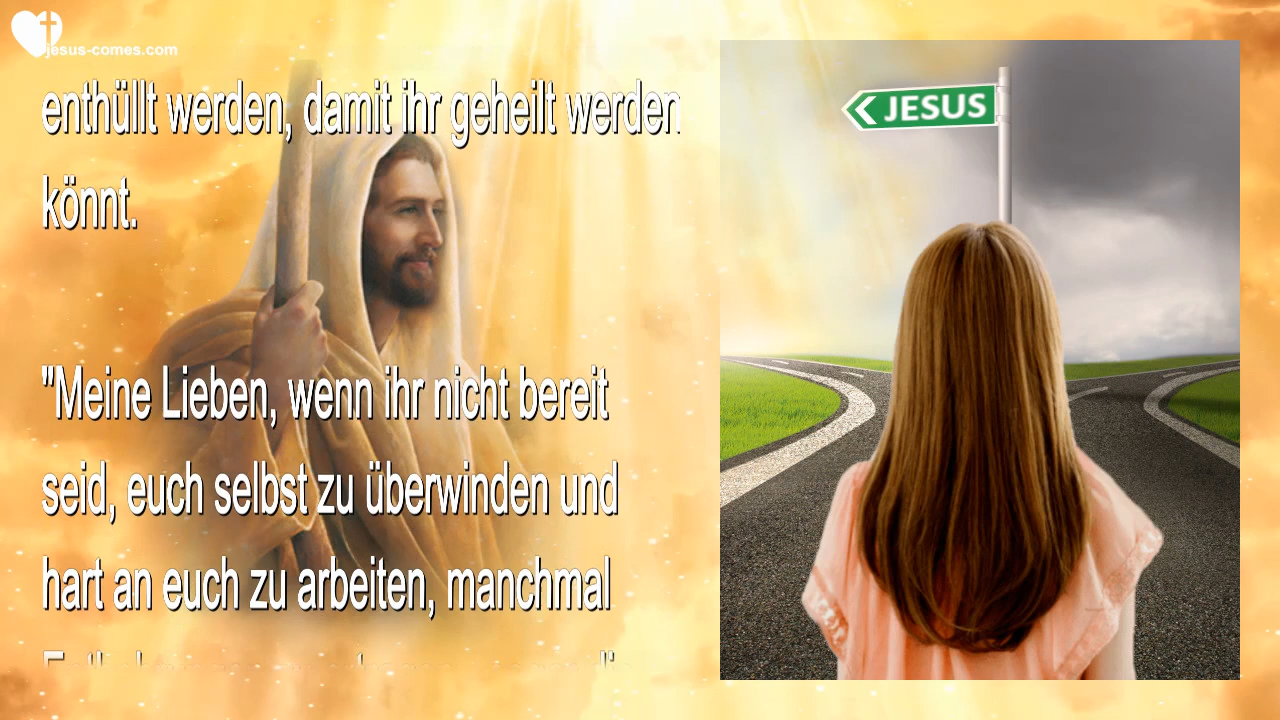 jesus-comes.com
enthüllt werden, damit ihr geheilt werden
könnt.
"Meine Lieben, wenn ihr nicht bereit
seid, euch selbst zu überwinden und
hart an euch zu arbeiten, manchmal
JESUS